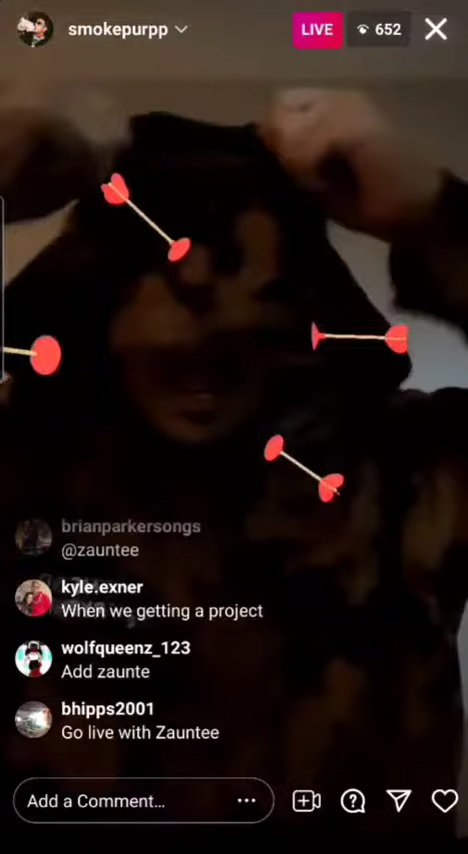 smokepurpp
LIVE
652
brianparkersongs
@zauntee
kyle.exner
When we getting a project
wolfqueenz_123
Add zaunte
bhipps2001
Go live with Zauntee
Add a Comment...